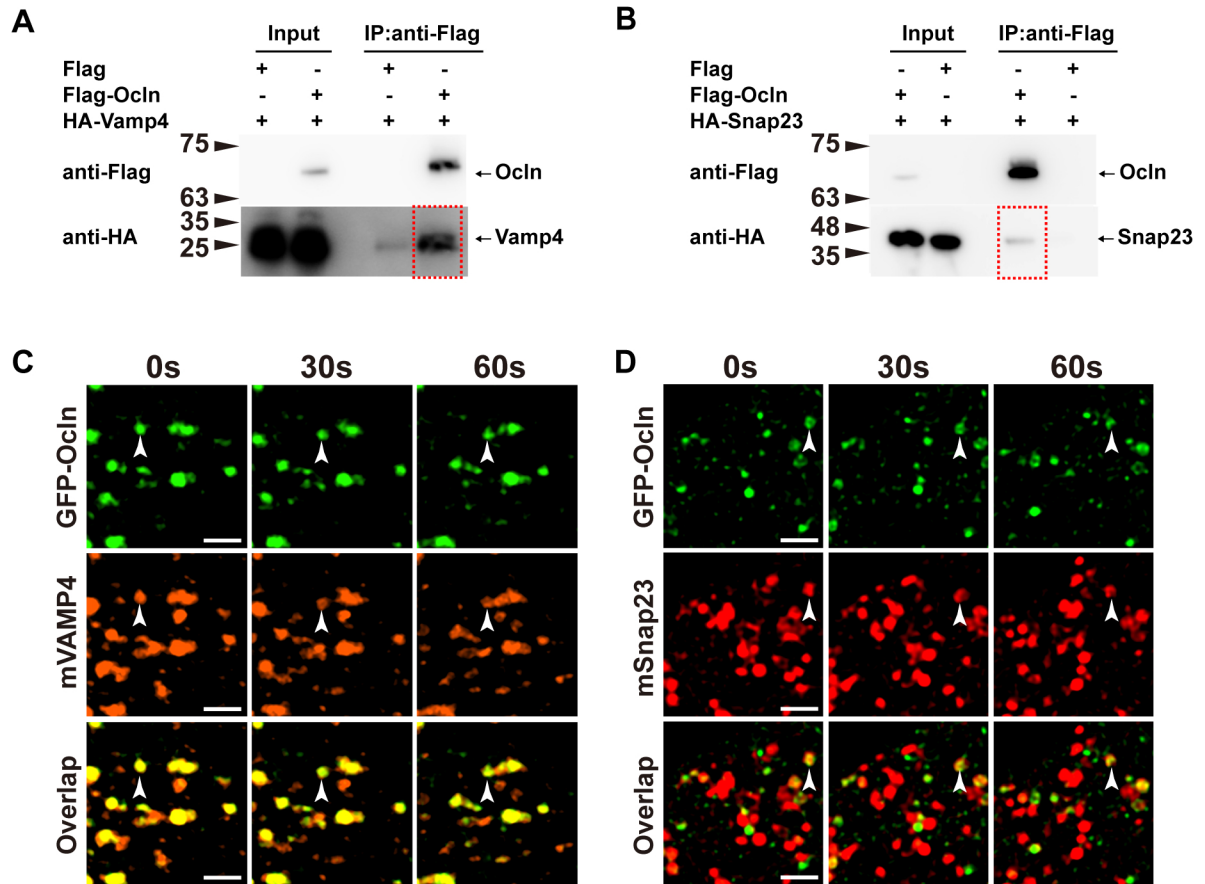 A
Input IP:anti-Flag
Flag + - + -
Flag-Ocln - + - +
HA-Vamp4 + + + +
75
anti-Flag ←Ocln
63
35
anti-HA ←Vamp4
25
B
Input IP:anti-Flag
Flag - + - +
Flag-Ocln + - + -
HA-Snap23 + + + +
75
anti-Flag ←Ocln
63
48
anti-HA ←Snap23
35
C 0s 30s 60s
GFP-Ocln
mVAMP4
Overlap
D 0s 30s 60s
GFP-Ocln
mSnap23
Overlap